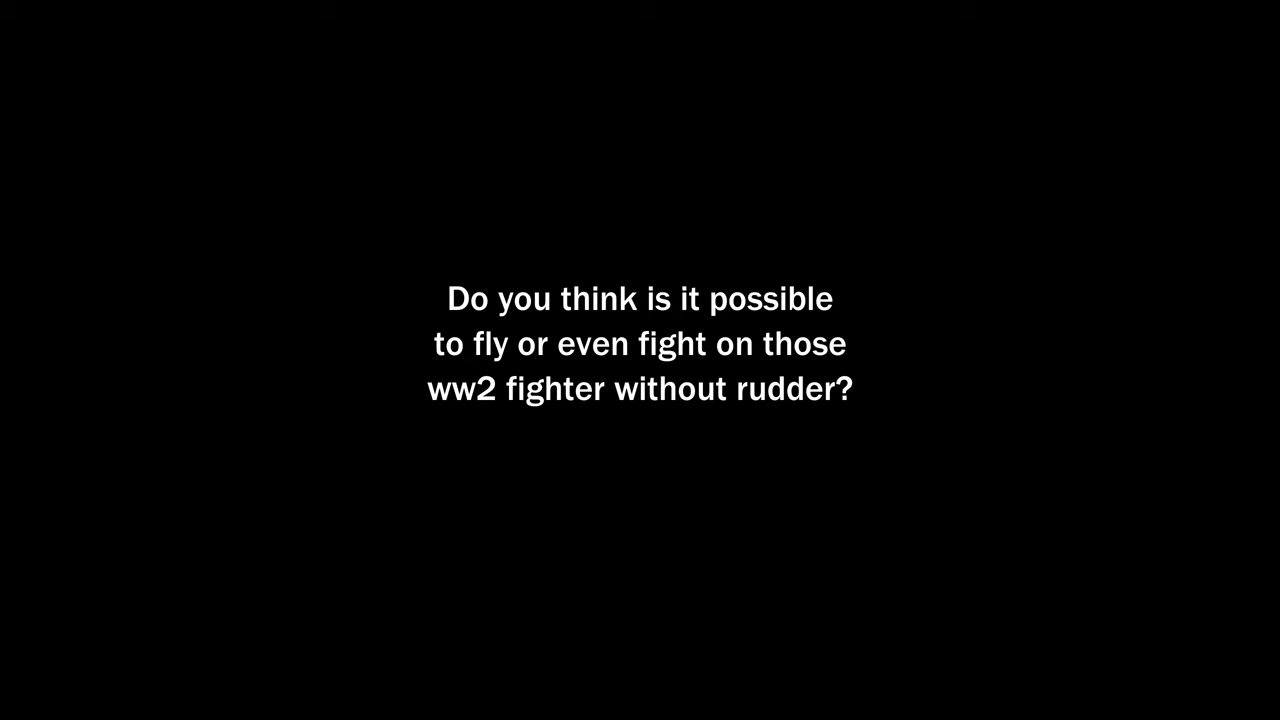 Do you think is it possible
to fly or even fight on those
ww2 fighter without rudder?